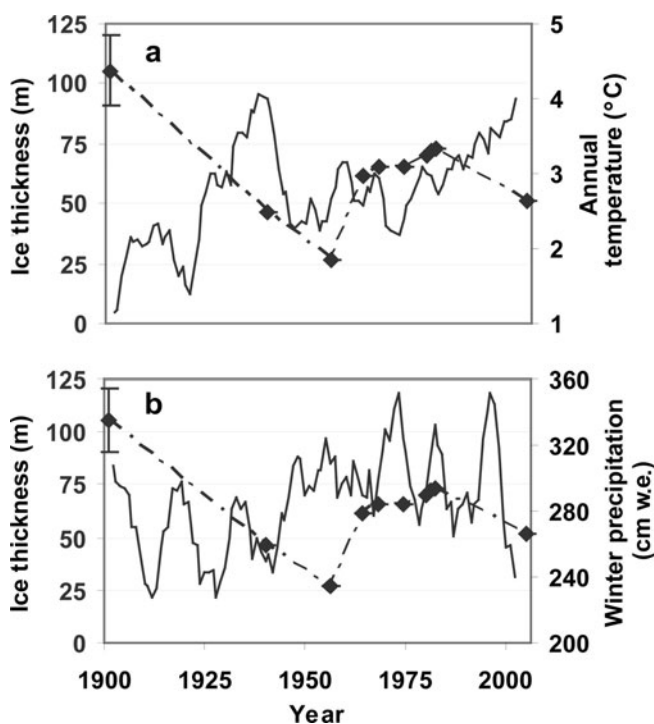 125
100
75
50
25
0
Ice thickness (m)
a
5
4
3
2
1
Annual
temperature (°C)
125
100
75
50
25
0
Ice thickness (m)
b
360
320
280
240
200
Winter precipitation
(cm w.e.)
1900 1925 1950 1975 2000
Year